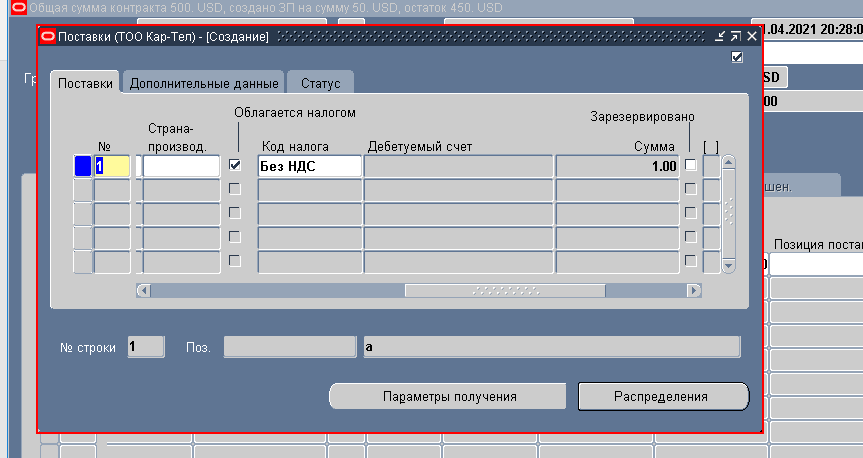 Общая сумма контракта 500. USD, создано ЗП на сумму 50. USD, остаток 450. USD
.04.2021 20:28:0
Поставки (ТОО Кар-Тел) - [Создание]
Поставки Дополнительные данные Статус
SD
00
Облагается налогом
Зарезервировано
№ Страна-производ. Код налога Дебетуемый счет Сумма [ ]
1 Без НДС 1.00
шен.
Позиция поста
№ строки 1 Поз. а
Параметры получения Распределения